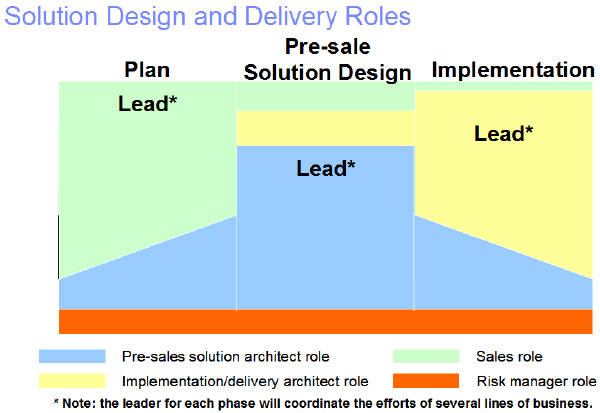 Solution Design and Delivery Roles
Plan
Pre-sale
Solution Design
Implementation
Lead*
Lead*
Lead*
Pre-sales solution architect role
Sales role
Implementation/delivery architect role
Risk manager role
* Note: the leader for each phase will coordinate the efforts of several lines of business.